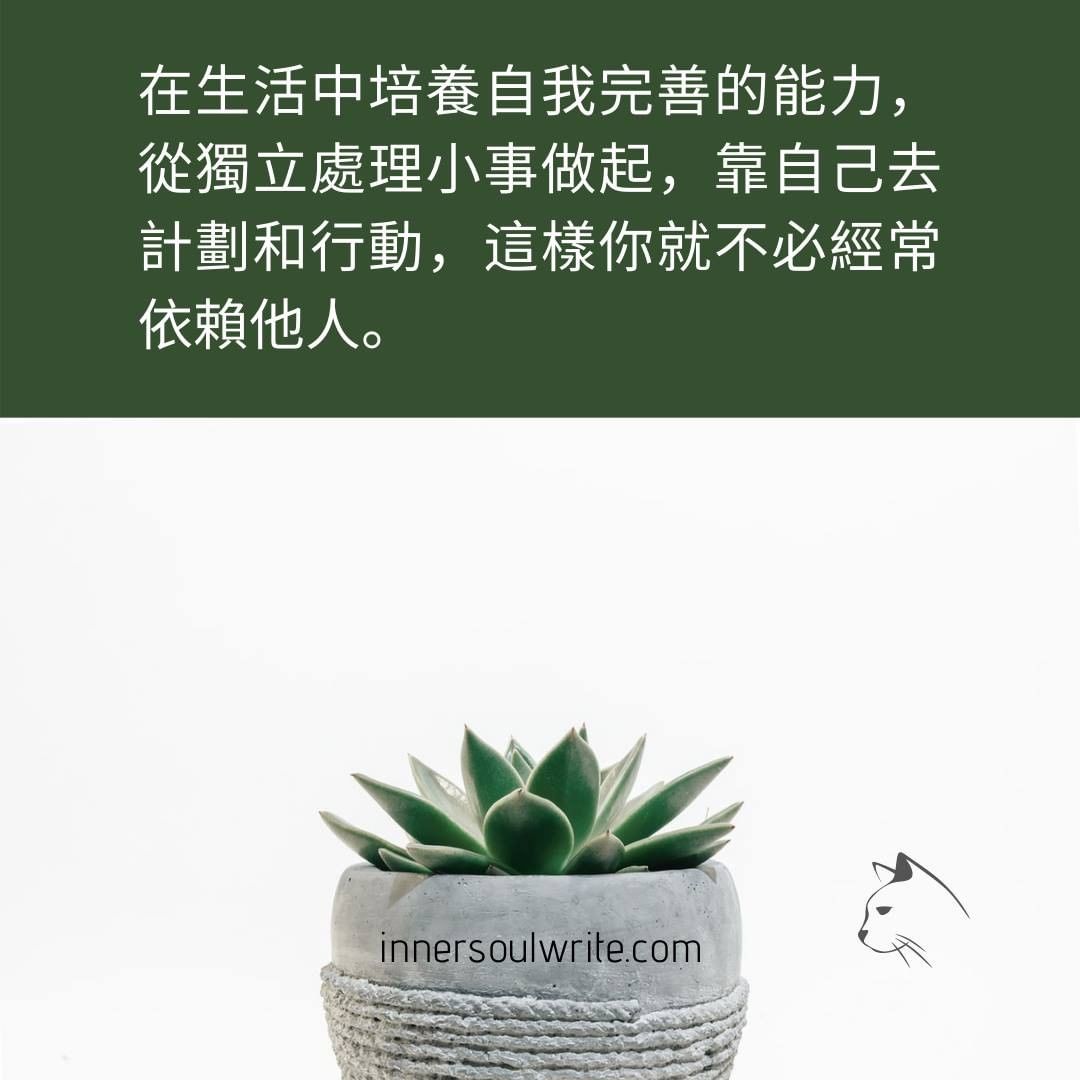 在生活中培養自我完善的能力，
從獨立處理小事做起，靠自己去
計劃和行動，這樣你就不必經常
依賴他人。
innersoulwrite.com